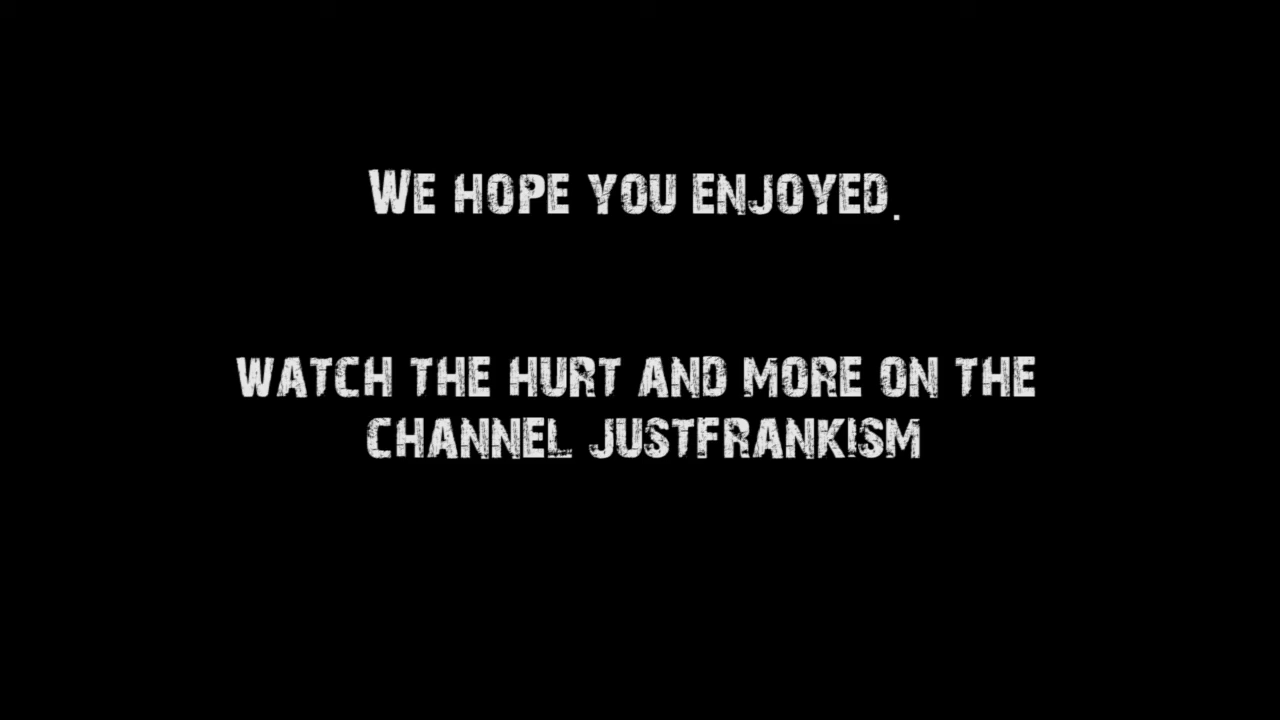 WE HOPE YOU ENJOYED.
WATCH THE HURT AND MORE ON THE
CHANNEL JUSTFRANKISM